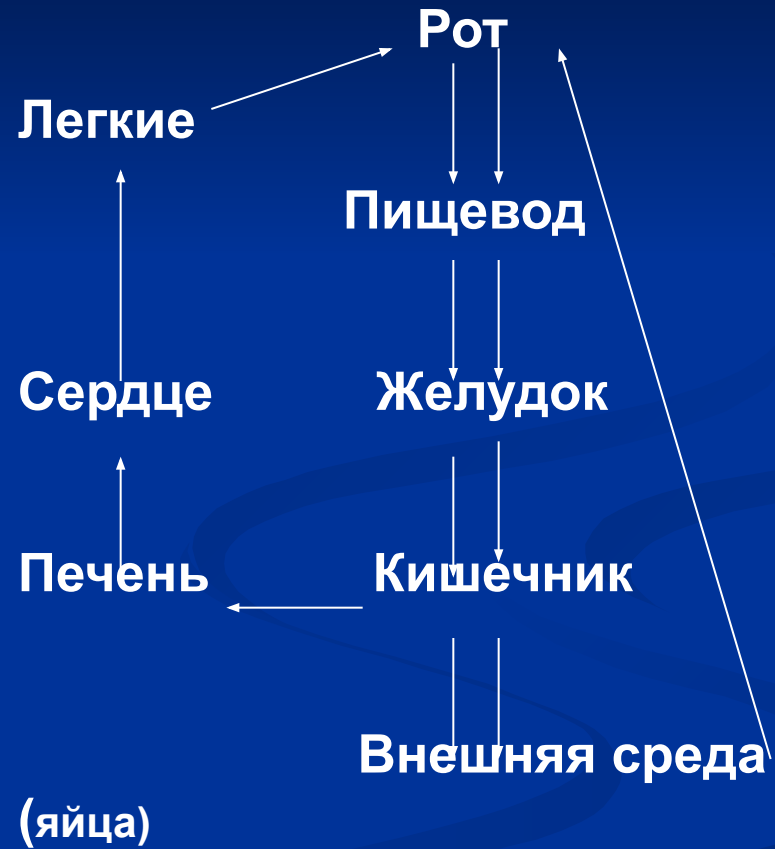 Рот
Легкие
Пищевод
Сердце
Желудок
Печень
Кишечник
Внешняя среда
(яйца)